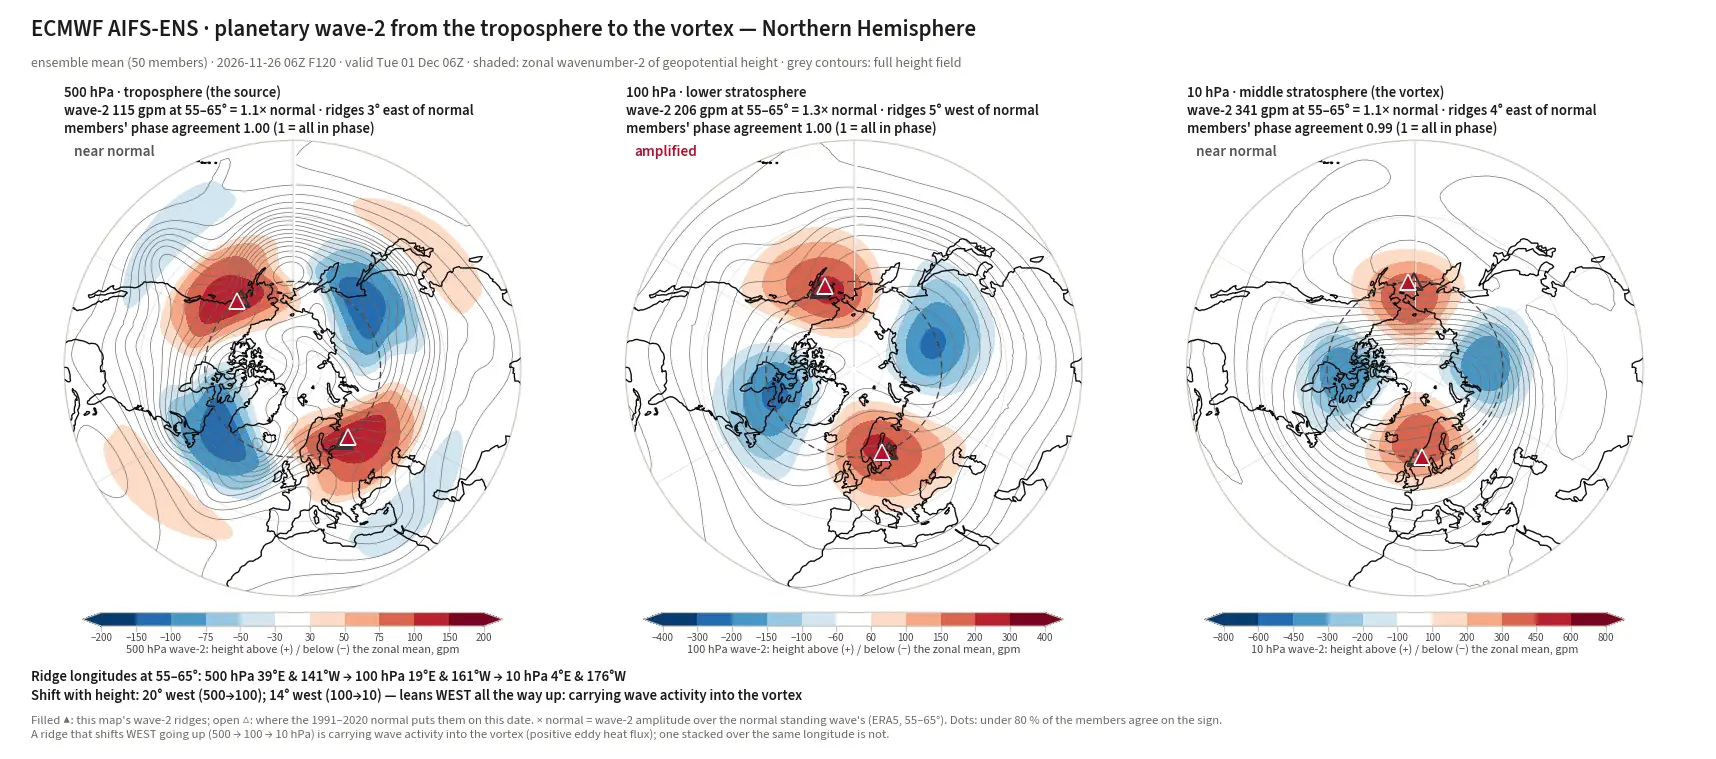 ECMWF AIFS-ENS · planetary wave-2 from the troposphere to the vortex — Northern Hemisphere
ensemble mean (50 members) · 2026-11-26 06Z F120 · valid Tue 01 Dec 06Z · shaded: zonal wavenumber-2 of geopotential height · grey contours: full height field
500 hPa · troposphere (the source)
wave-2 115 gpm at 55–65° = 1.1× normal · ridges 3° east of normal
members' phase agreement 1.00 (1 = all in phase)
near normal
100 hPa · lower stratosphere
wave-2 206 gpm at 55–65° = 1.3× normal · ridges 5° west of normal
members' phase agreement 1.00 (1 = all in phase)
amplified
10 hPa · middle stratosphere (the vortex)
wave-2 341 gpm at 55–65° = 1.1× normal · ridges 4° east of normal
members' phase agreement 0.99 (1 = all in phase)
near normal
−200 −150 −100 −75 −50 −30 30 50 75 100 150 200
500 hPa wave-2: height above (+) / below (−) the zonal mean, gpm
−400 −300 −200 −150 −100 −60 60 100 150 200 300 400
100 hPa wave-2: height above (+) / below (−) the zonal mean, gpm
−800 −600 −450 −300 −200 −100 100 200 300 450 600 800
10 hPa wave-2: height above (+) / below (−) the zonal mean, gpm
Ridge longitudes at 55–65°: 500 hPa 39°E & 141°W → 100 hPa 19°E & 161°W → 10 hPa 4°E & 176°W
Shift with height: 20° west (500→100); 14° west (100→10) — leans WEST all the way up: carrying wave activity into the vortex
Filled ▲: this map's wave-2 ridges; open △: where the 1991–2020 normal puts them on this date. × normal = wave-2 amplitude over the normal standing wave's (ERA5, 55–65°). Dots: under 80 % of the members agree on the sign.
A ridge that shifts WEST going up (500 → 100 → 10 hPa) is carrying wave activity into the vortex (positive eddy heat flux); one stacked over the same longitude is not.